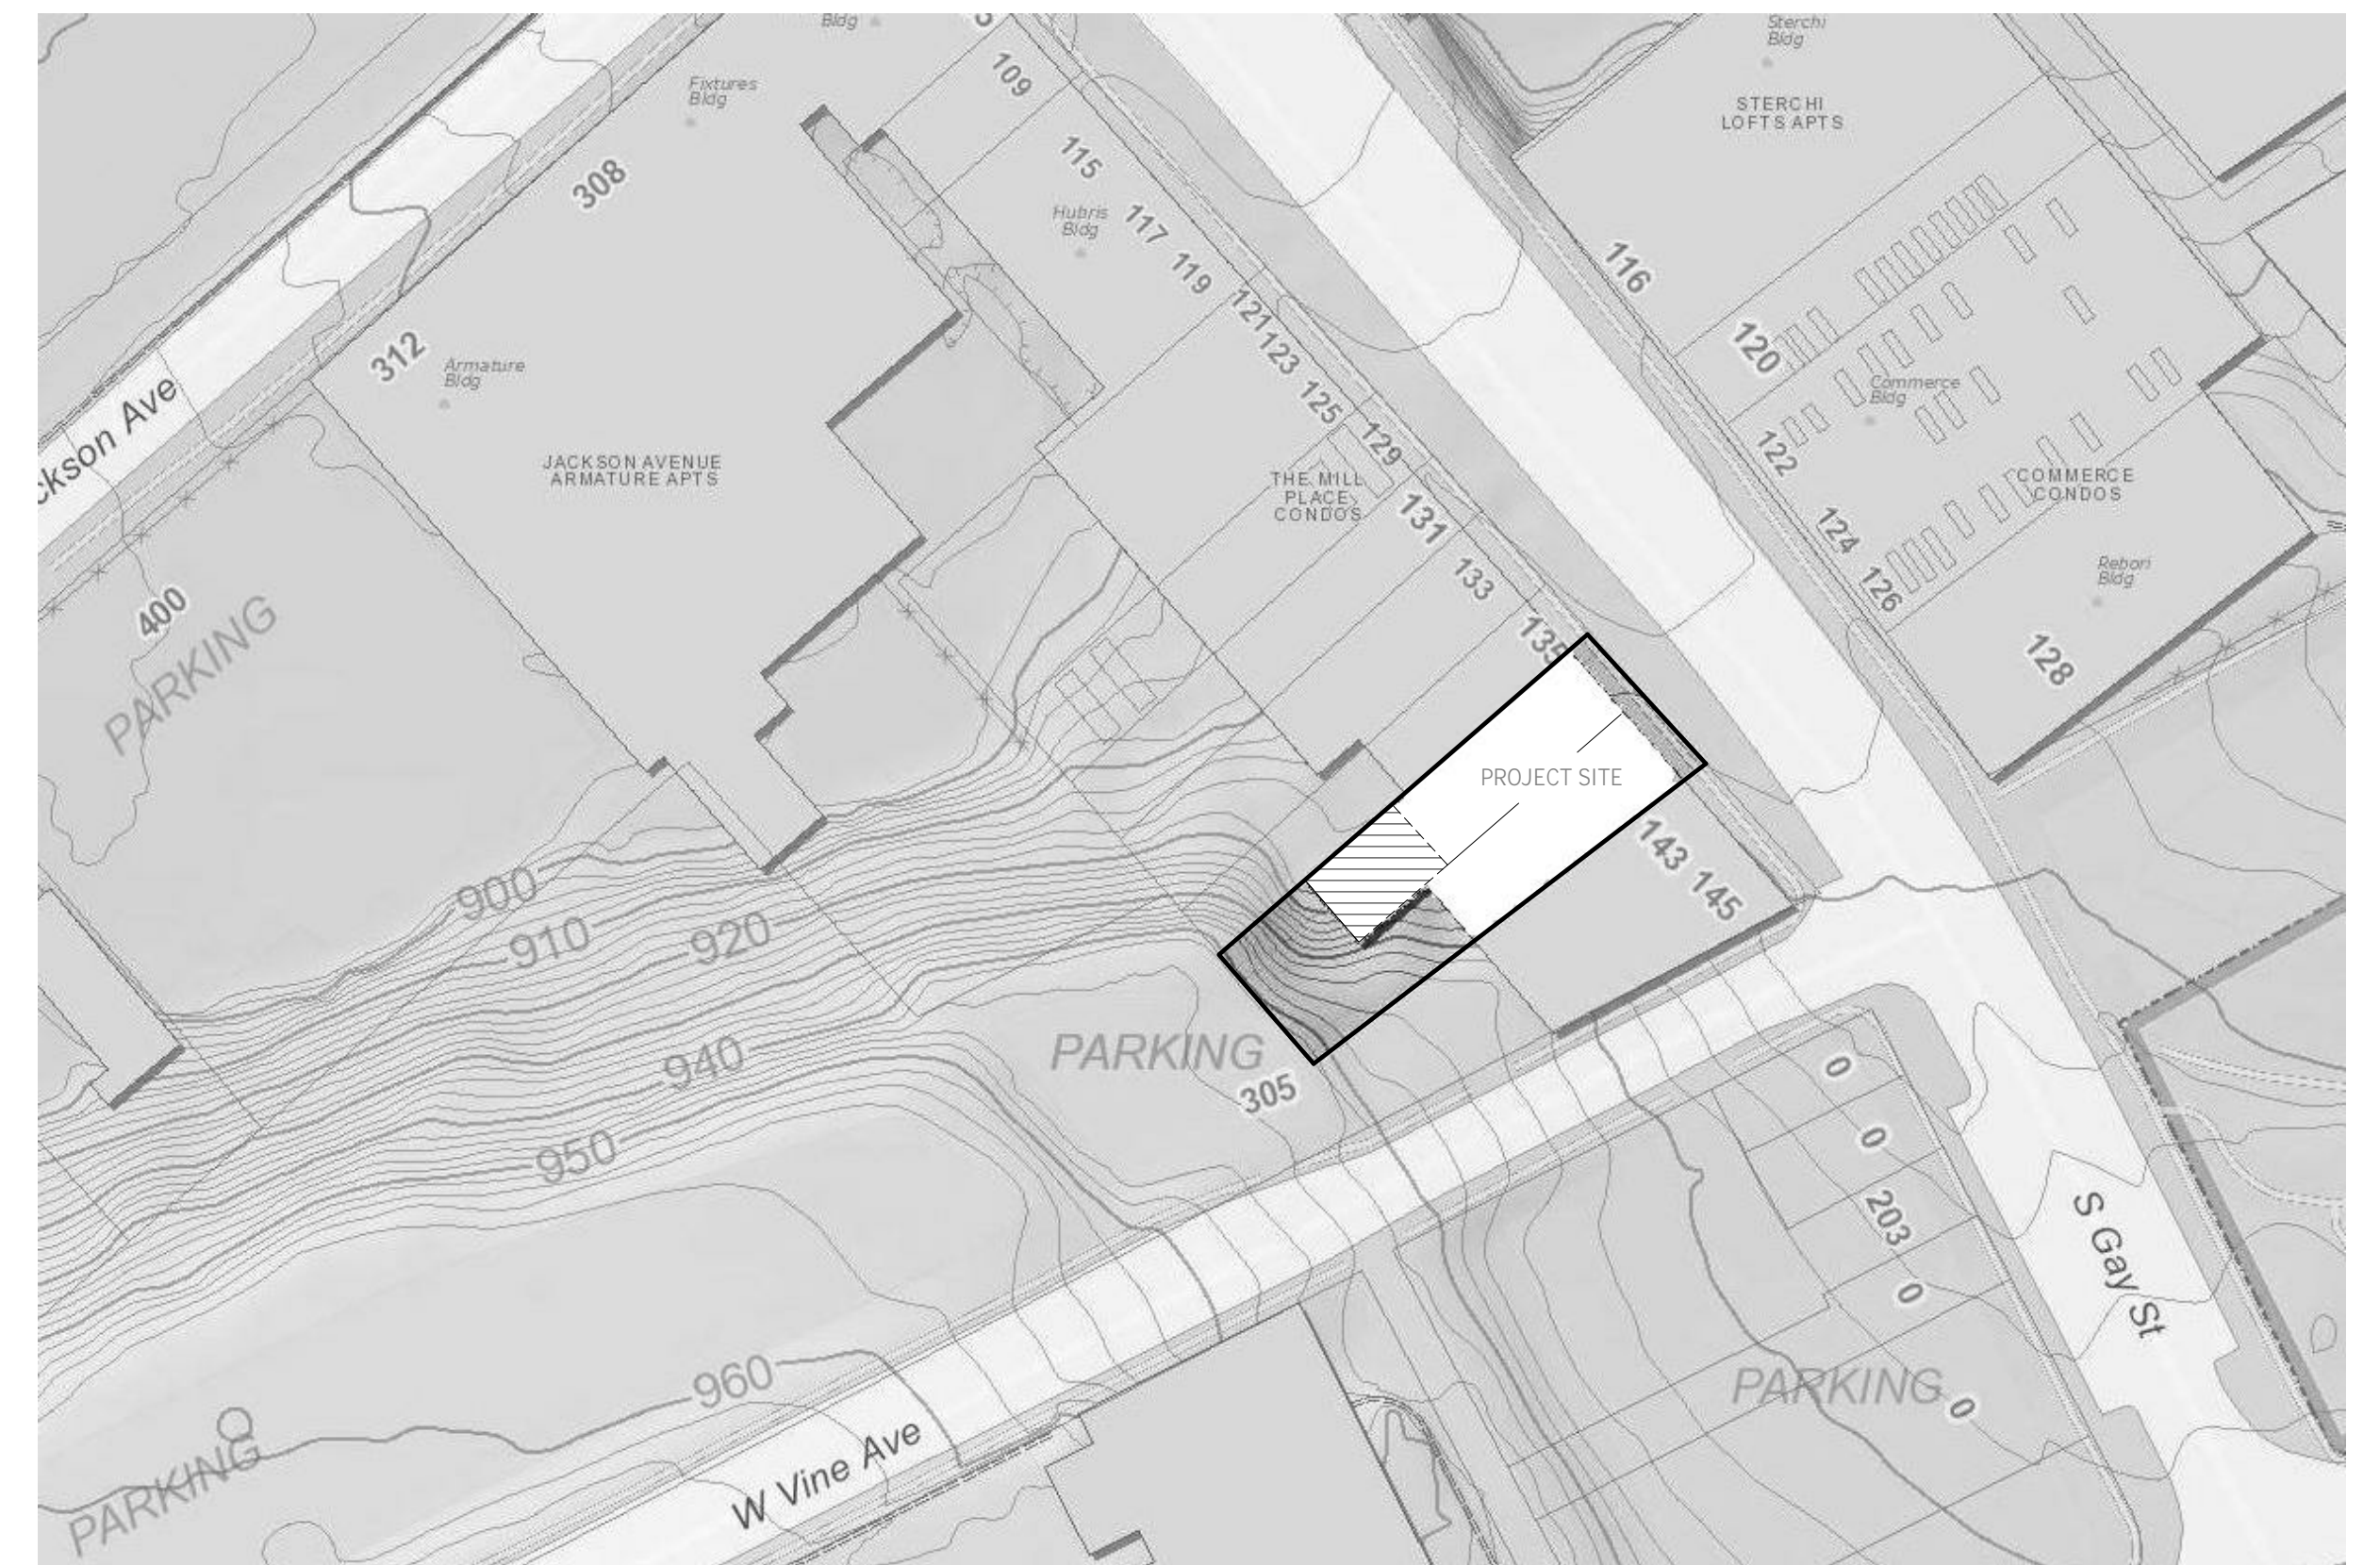 Bldg
Sterchi
Bldg
109
Fixtures
Bldg
STERCHI
LOFTS APTS
115
308
Hubris
Bldg
117
119
116
121
123
120
312
Armature
Bldg
125
Commerce
Bldg
ckson Ave
129
122
JACKSON AVENUE
ARMATURE APTS
THE MILL
PLACE
CONDOS
COMMERCE
CONDOS
131
124
133
126
Rebori
Bldg
400
PARKING
135
128
PROJECT SITE
143
145
900
910
920
940
950
PARKING
305
0
0
203
0
S Gay St
960
PARKING
0
W Vine Ave
PARKING